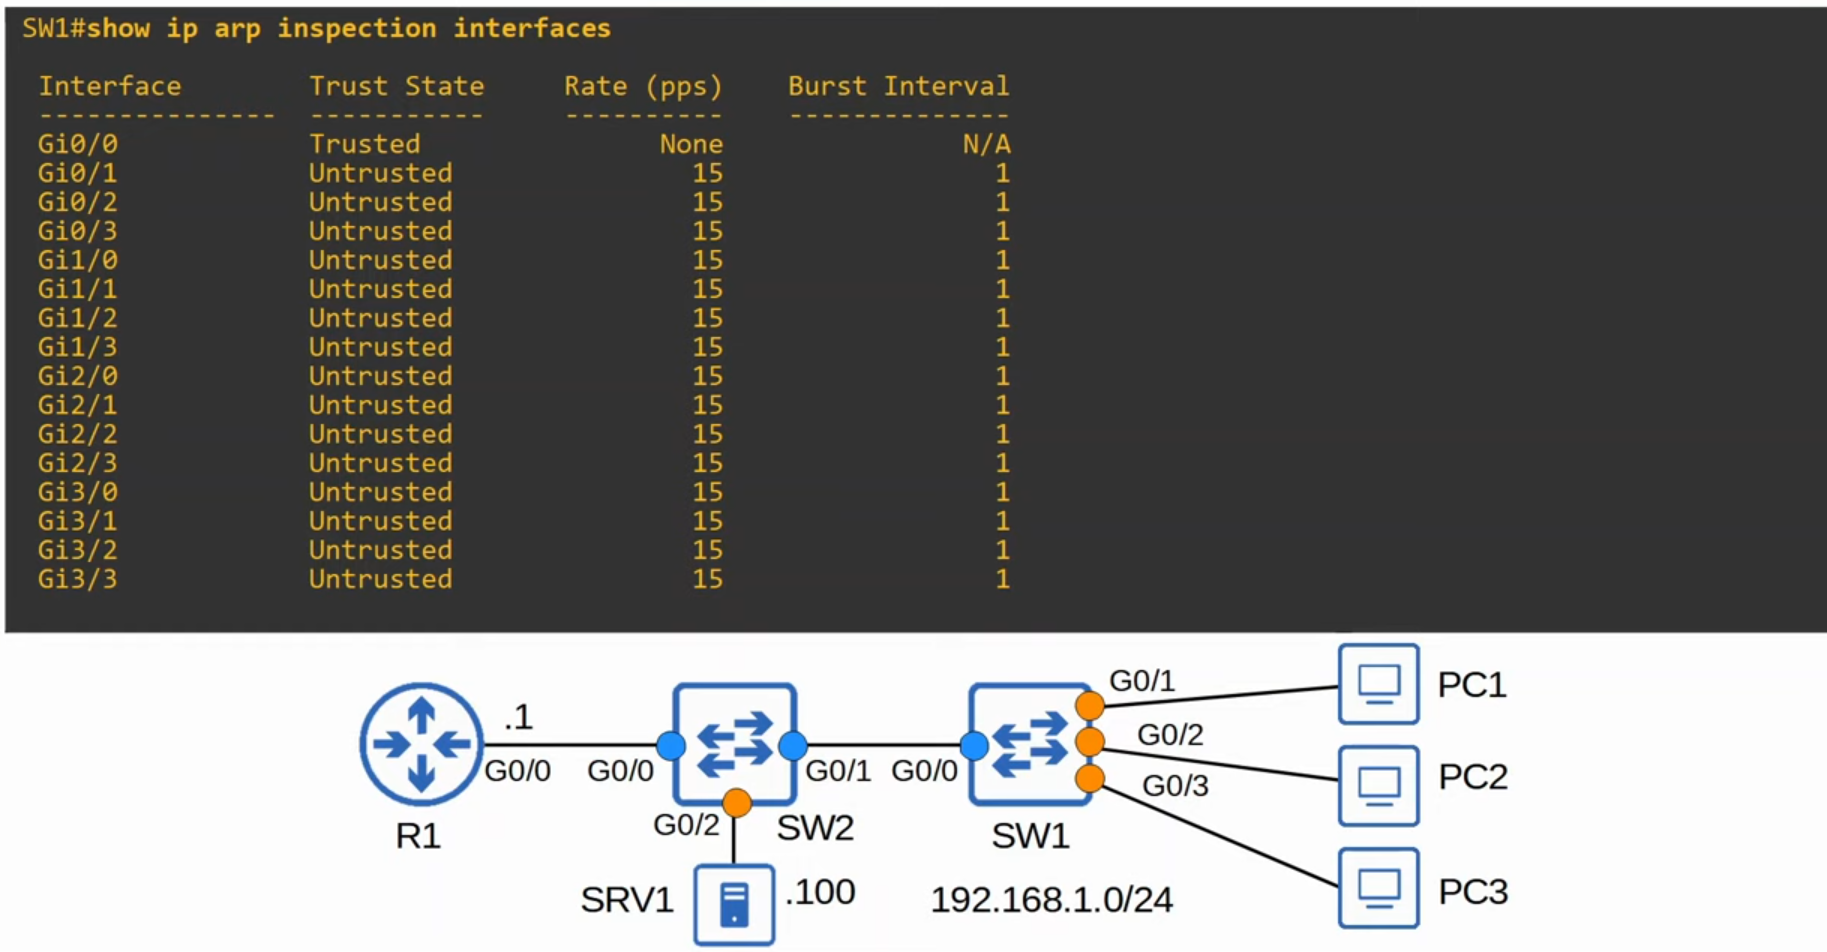 SW1#show ip arp inspection interfaces
Interface Trust State Rate (pps) Burst Interval
--------------- ----------- ---------- --------------
Gi0/0 Trusted None N/A
Gi0/1 Untrusted 15 1
Gi0/2 Untrusted 15 1
Gi0/3 Untrusted 15 1
Gi1/0 Untrusted 15 1
Gi1/1 Untrusted 15 1
Gi1/2 Untrusted 15 1
Gi1/3 Untrusted 15 1
Gi2/0 Untrusted 15 1
Gi2/1 Untrusted 15 1
Gi2/2 Untrusted 15 1
Gi2/3 Untrusted 15 1
Gi3/0 Untrusted 15 1
Gi3/1 Untrusted 15 1
Gi3/2 Untrusted 15 1
Gi3/3 Untrusted 15 1
G0/1 PC1
.1
G0/2
G0/0 G0/0 G0/1 G0/0 G0/3 PC2
G0/2 SW2
R1 SW1
SRV1 .100 192.168.1.0/24 PC3